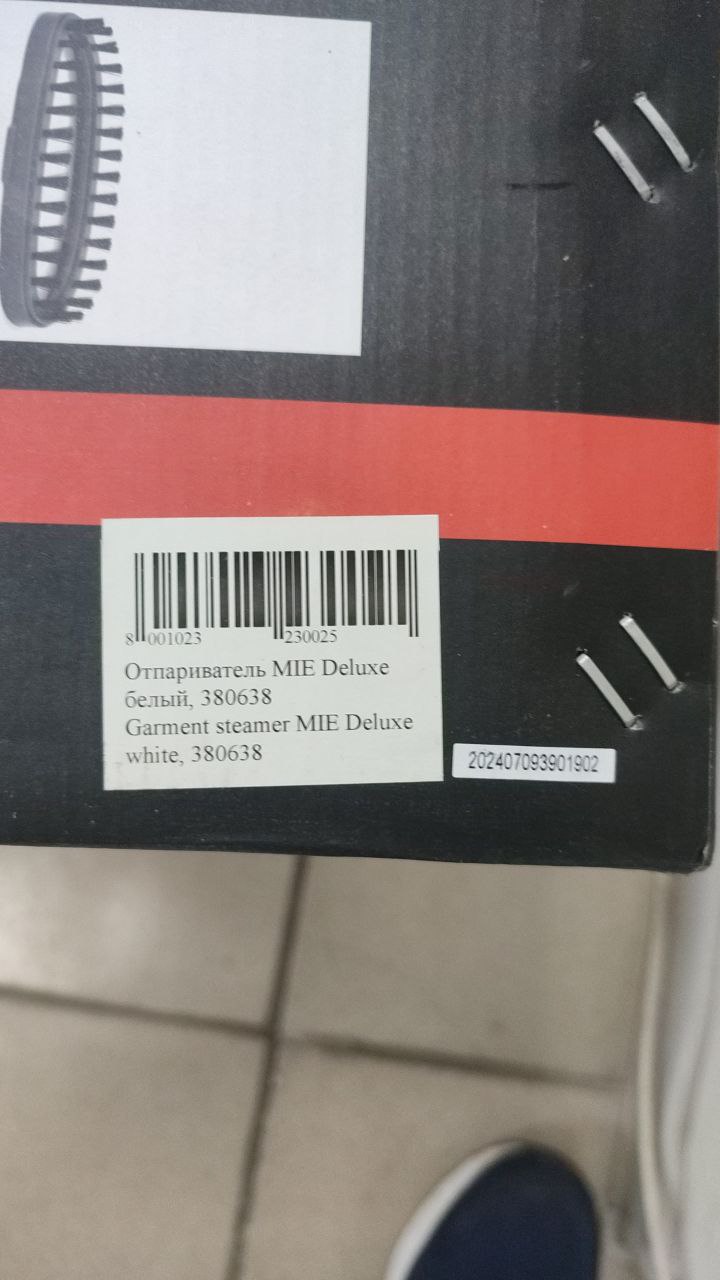 8 001023 230025
Отпариватель MIE Deluxe
белый, 380638
Garment steamer MIE Deluxe
white, 380638
202407093901902